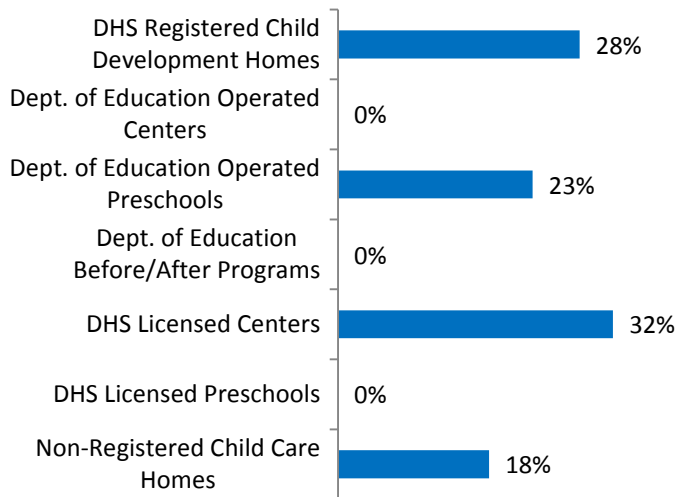 DHS Registered Child
Development Homes
28%
Dept. of Education Operated
Centers
0%
Dept. of Education Operated
Preschools
23%
Dept. of Education
Before/After Programs
0%
DHS Licensed Centers
32%
DHS Licensed Preschools
0%
Non-Registered Child Care
Homes
18%